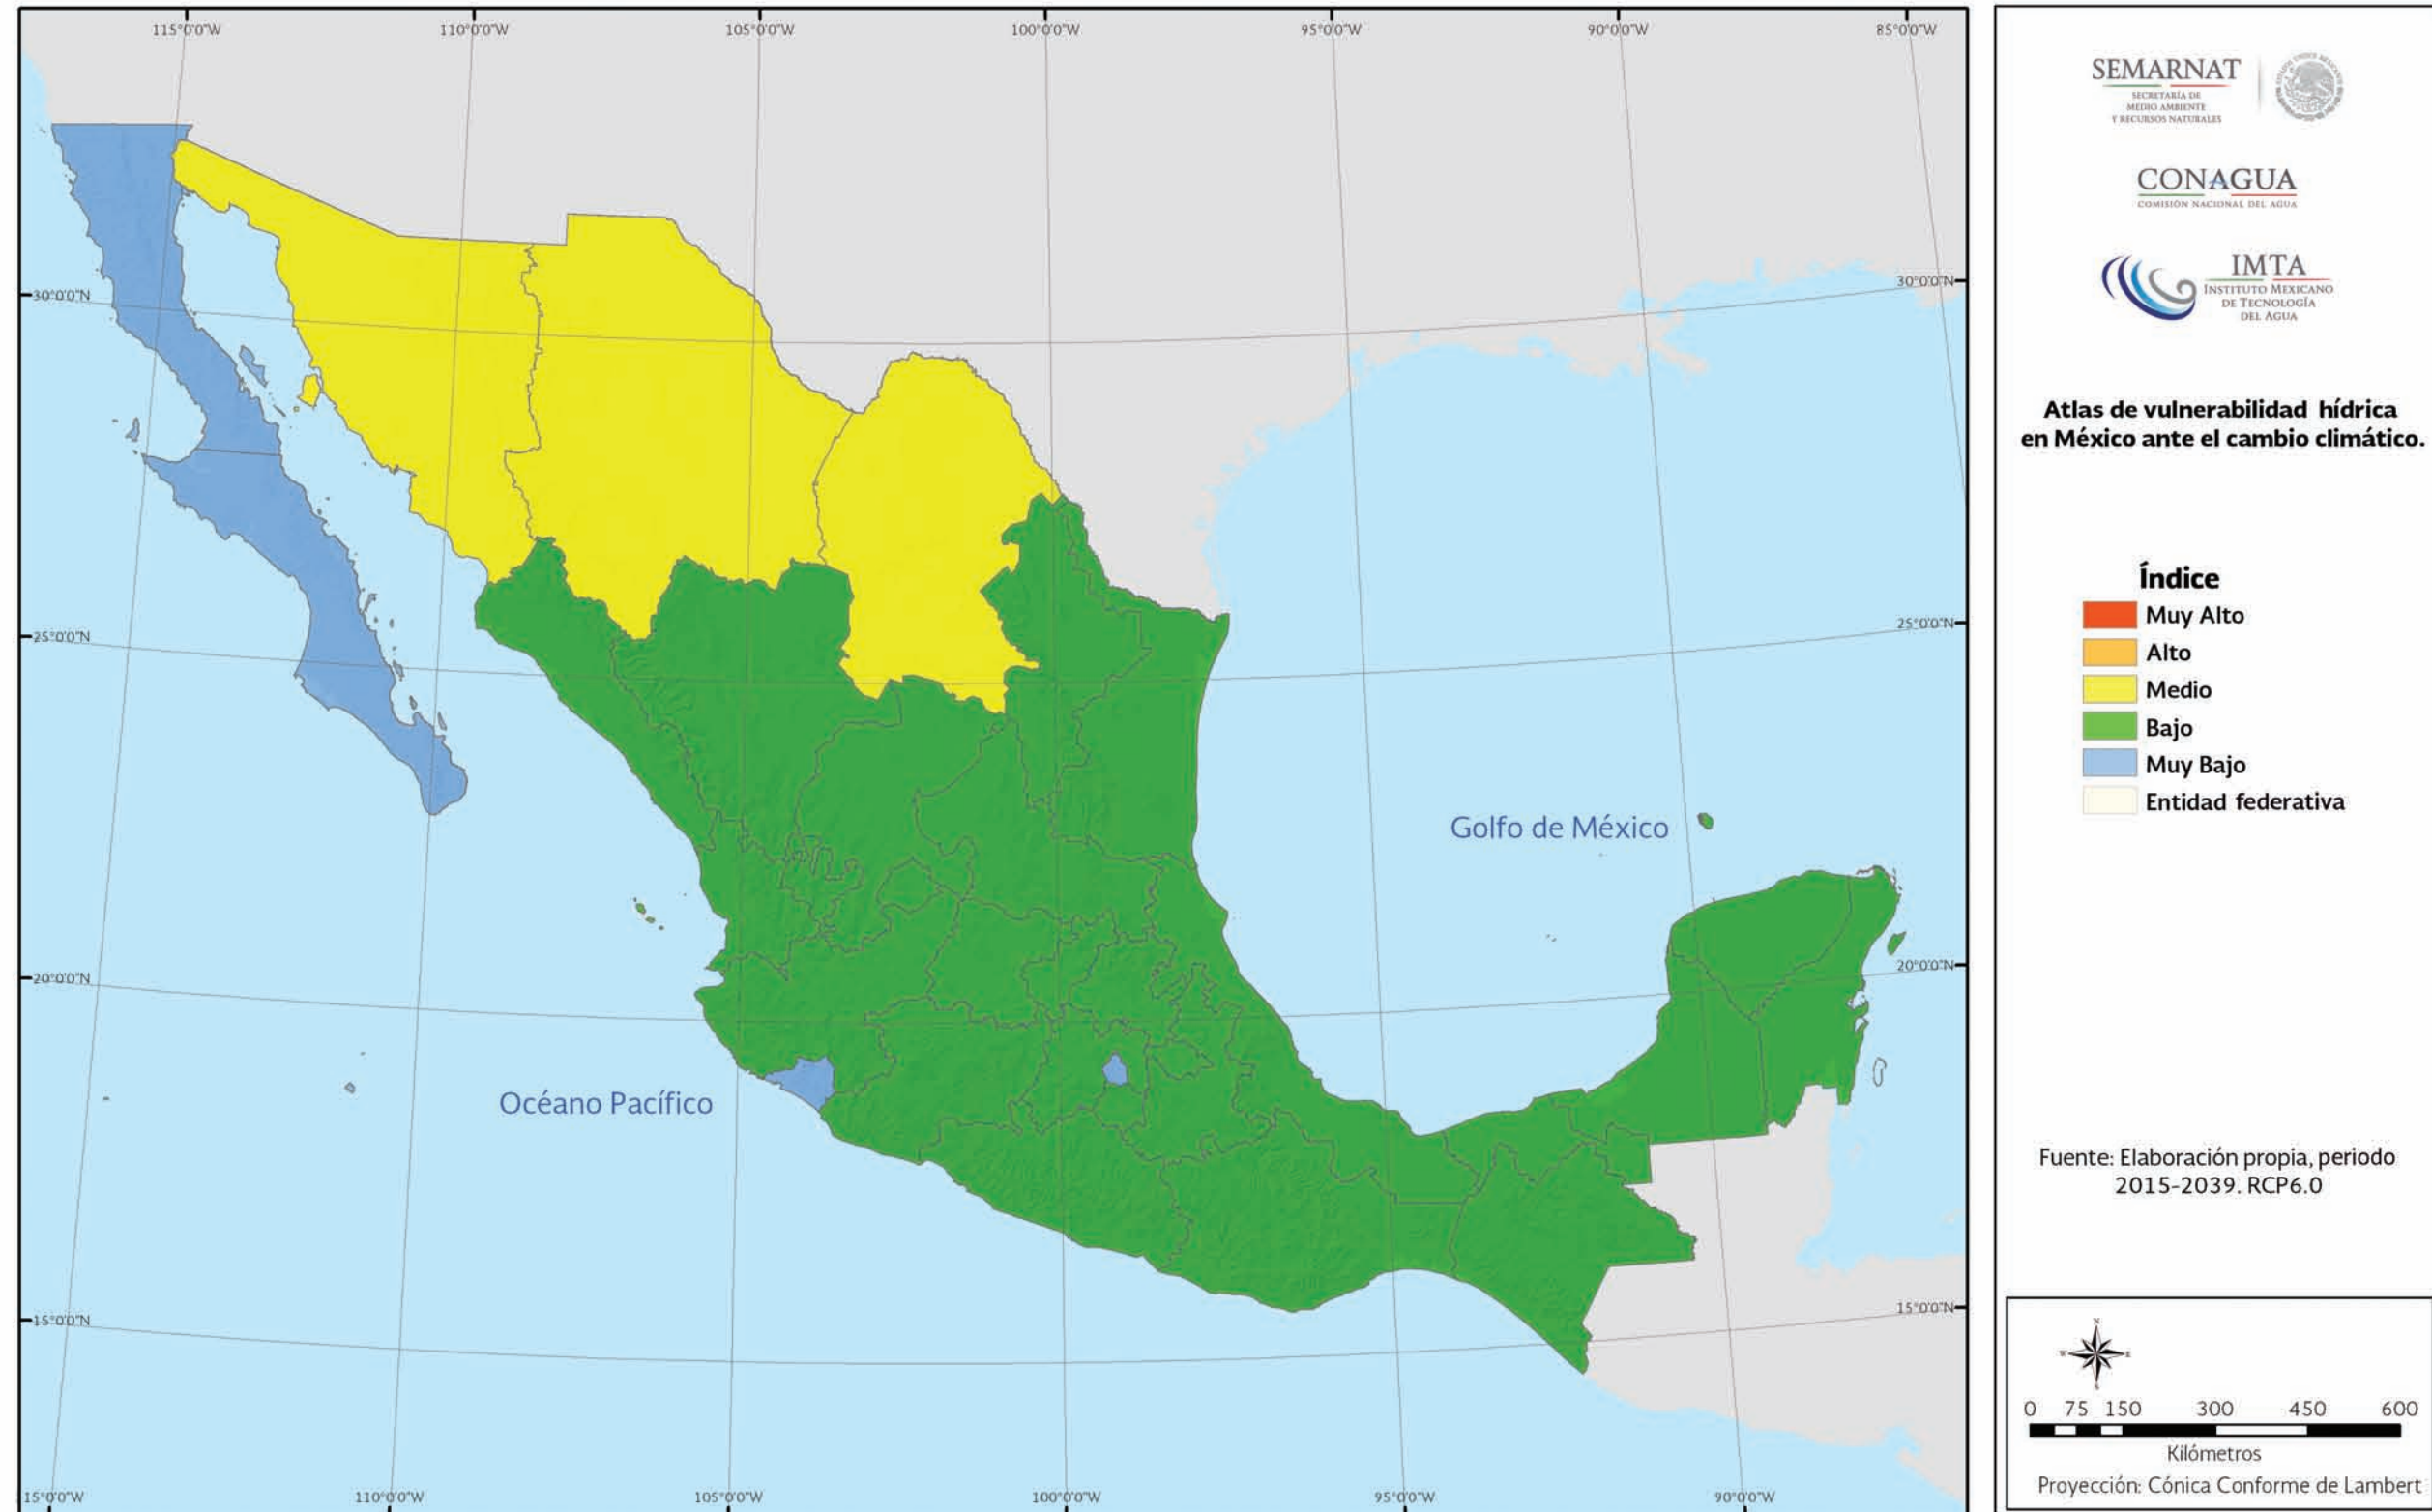 115°0'0"W
110°0'0"W
105°0'0"W
100°0'0"W
95°0'0"W
90°0'0"W
85°0'0"W
30°0'0"N
30°0'0"N
25°0'0"N
25°0'0"N
20°0'0"N
20°0'0"N
15°0'0"N
15°0'0"N
Golfo de México
Océano Pacífico
15°0'0"W
110°0'0"W
105°0'0"W
100°0'0"W
95°0'0"W
90°0'0"W
SEMARNAT
SECRETARÍA DE
MEDIO AMBIENTE
Y RECURSOS NATURALES
CONAGUA
COMISIÓN NACIONAL DEL AGUA
IMTA
INSTITUTO MEXICANO
DE TECNOLOGÍA
DEL AGUA
Atlas de vulnerabilidad hídrica
en México ante el cambio climático.
Índice
Muy Alto
Alto
Medio
Bajo
Muy Bajo
Entidad federativa
Fuente: Elaboración propia, periodo
2015-2039. RCP6.0
N
W E
S
0 75 150 300 450 600
Kilómetros
Proyección: Cónica Conforme de Lambert